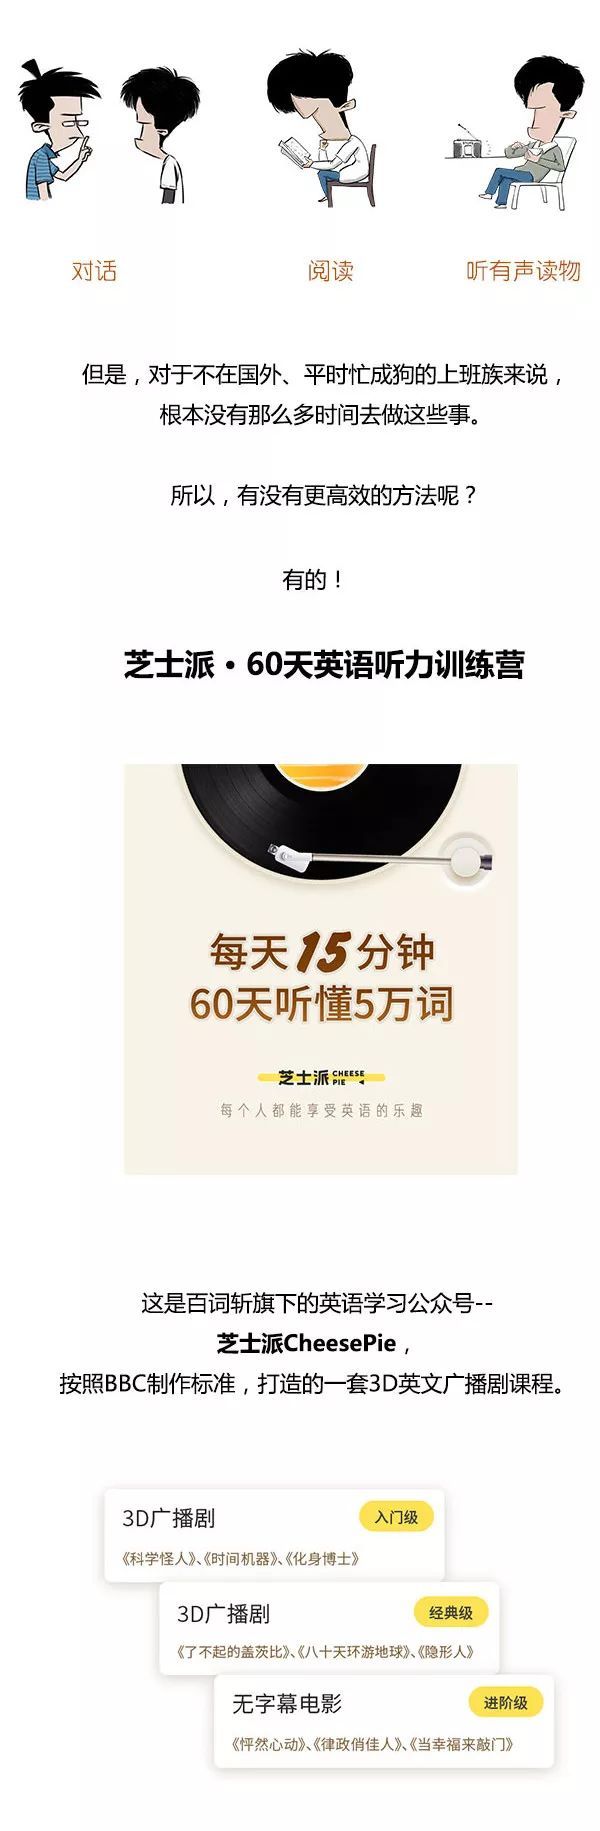 对话 阅读 听有声读物
但是，对于不在国外、平时忙成狗的上班族来说，
根本没有那么多时间去做这些事。
所以，有没有更高效的方法呢？
有的！
芝士派·60天英语听力训练营
每天15分钟
60天听懂5万词
芝士派 CHEESE PIE
每个人都能享受英语的乐趣
这是百词斩旗下的英语学习公众号--
芝士派CheesePie，
按照BBC制作标准，打造的一套3D英文广播剧课程。
3D广播剧 入门级
《科学怪人》、《时间机器》、《化身博士》
3D广播剧 经典级
《了不起的盖茨比》、《八十天环游地球》、《隐形人》
无字幕电影 进阶级
《怦然心动》、《律政俏佳人》、《当幸福来敲门》